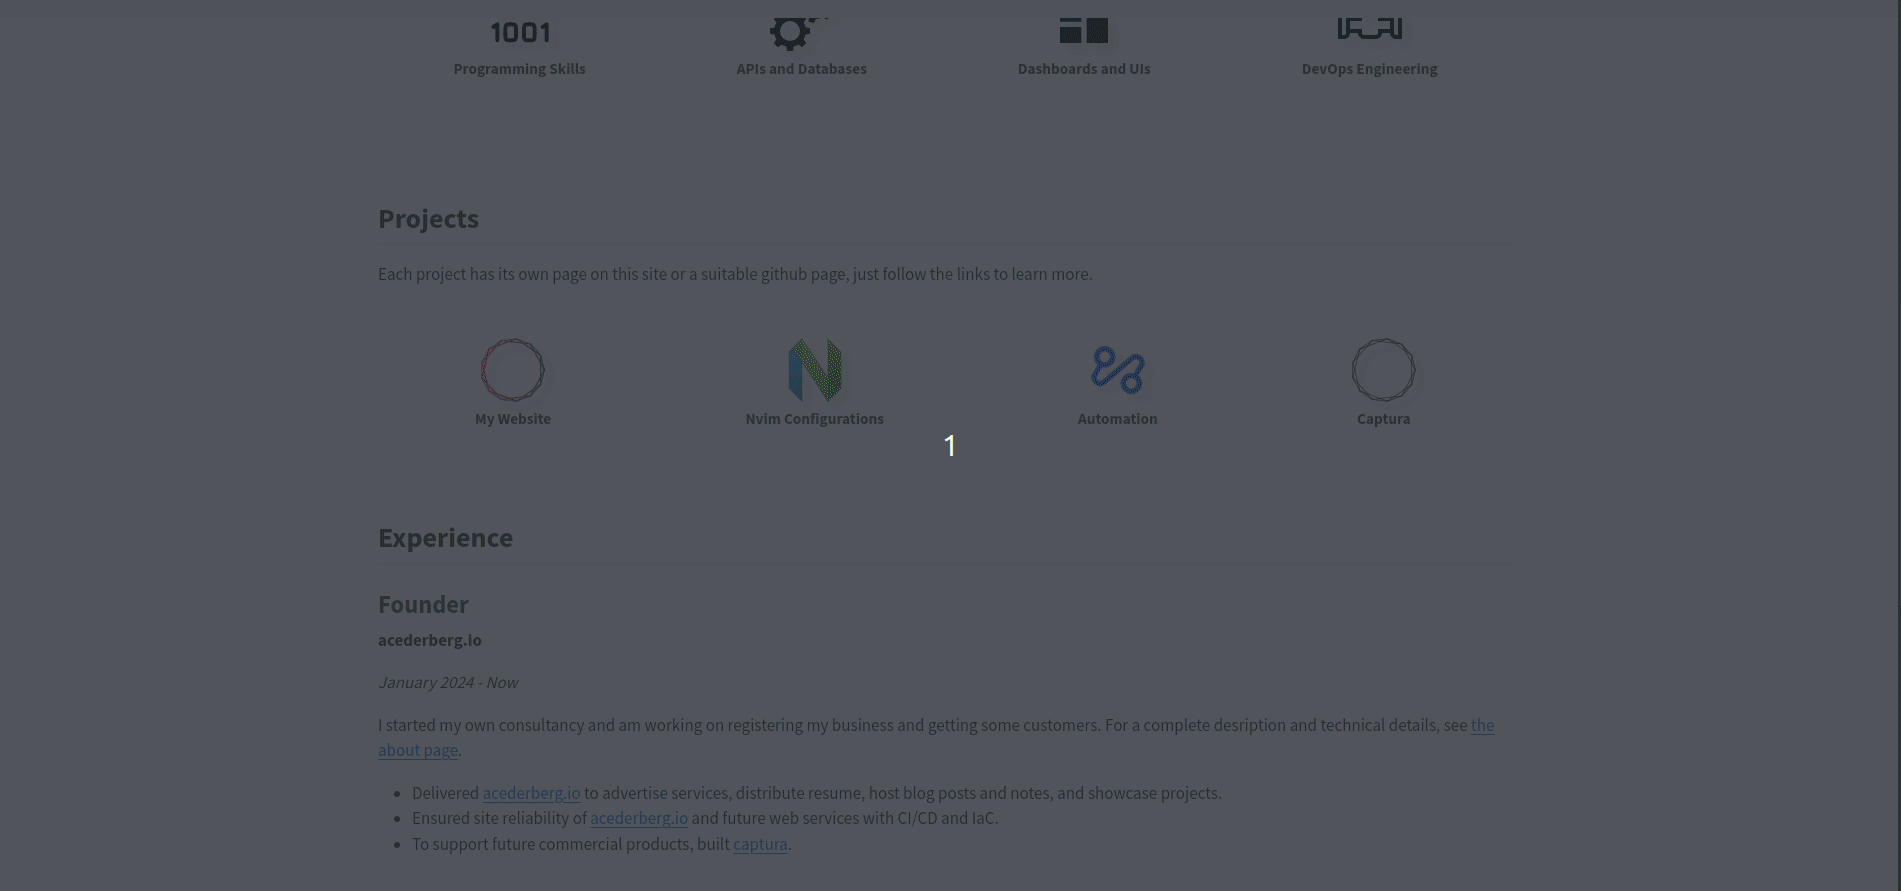 1001
Programming Skills
APIs and Databases
Dashboards and UIs
DevOps Engineering
Projects
Each project has its own page on this site or a suitable github page, just follow the links to learn more.
My Website
Nvim Configurations
Automation
Captura
1
Experience
Founder
acederberg.io
January 2024 - Now
I started my own consultancy and am working on registering my business and getting some customers. For a complete desription and technical details, see the
about page.
• Delivered acederberg.io to advertise services, distribute resume, host blog posts and notes, and showcase projects.
• Ensured site reliability of acederberg.io and future web services with CI/CD and IaC.
• To support future commercial products, built captura.